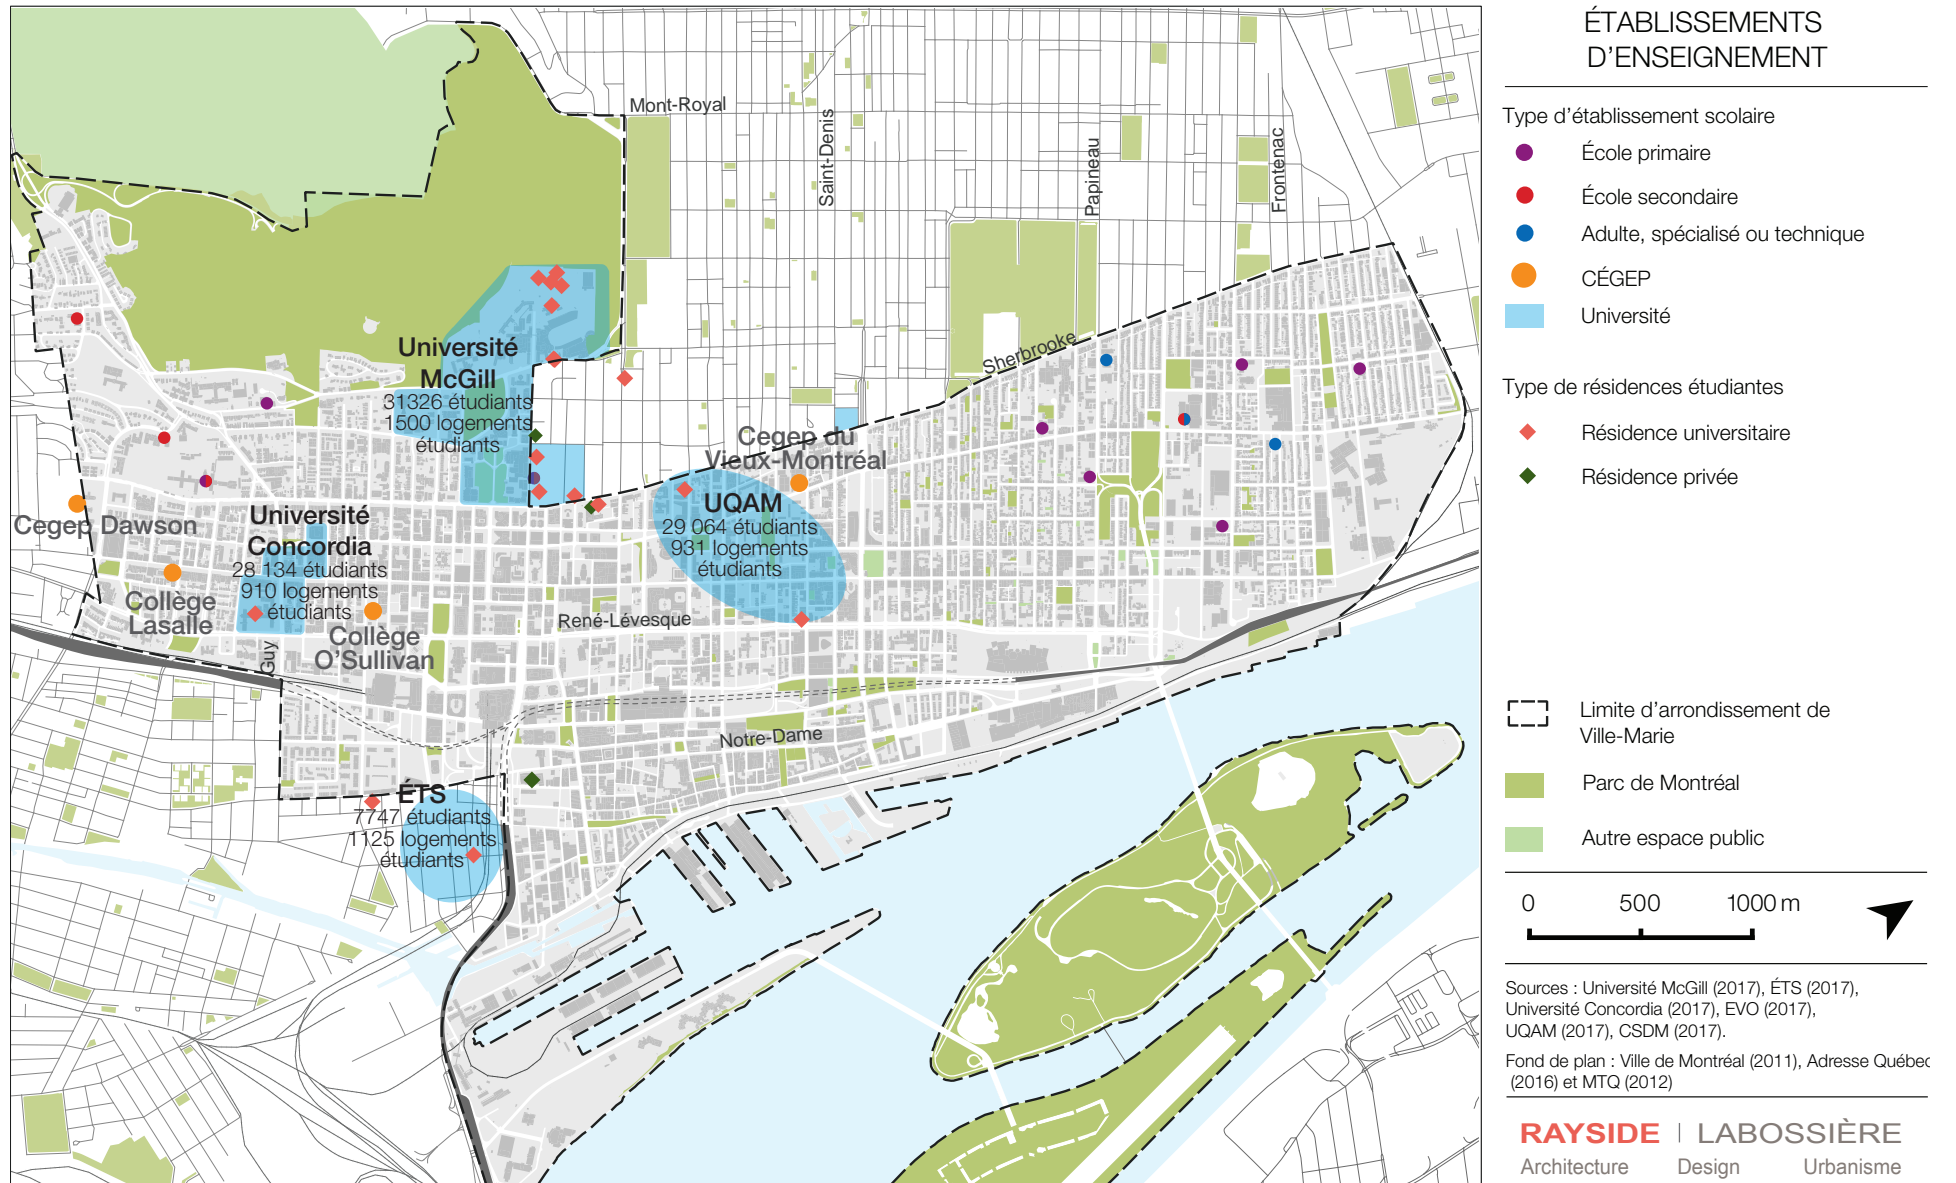 Mont-Royal
Saint-Denis
Papineau
Frontenac
Sherbrooke
Université
McGill
31326 étudiants
1500 logements
étudiants
Cegep du
Vieux-Montréal
UQAM
29 064 étudiants
931 logements
étudiants
Cegep Dawson
Université
Concordia
28 134 étudiants
910 logements
étudiants
Collège
Lasalle
Collège
O'Sullivan
Guy
René-Lévesque
Notre-Dame
ÉTS
7747 étudiants
1125 logements
étudiants
ÉTABLISSEMENTS
D'ENSEIGNEMENT
Type d'établissement scolaire
École primaire
École secondaire
Adulte, spécialisé ou technique
CÉGEP
Université
Type de résidences étudiantes
Résidence universitaire
Résidence privée
Limite d'arrondissement de
Ville-Marie
Parc de Montréal
Autre espace public
0 500 1000 m
Sources : Université McGill (2017), ÉTS (2017),
Université Concordia (2017), EVO (2017),
UQAM (2017), CSDM (2017).
Fond de plan : Ville de Montréal (2011), Adresse Québec
(2016) et MTQ (2012)
RAYSIDE | LABOSSIÈRE
Architecture Design Urbanisme